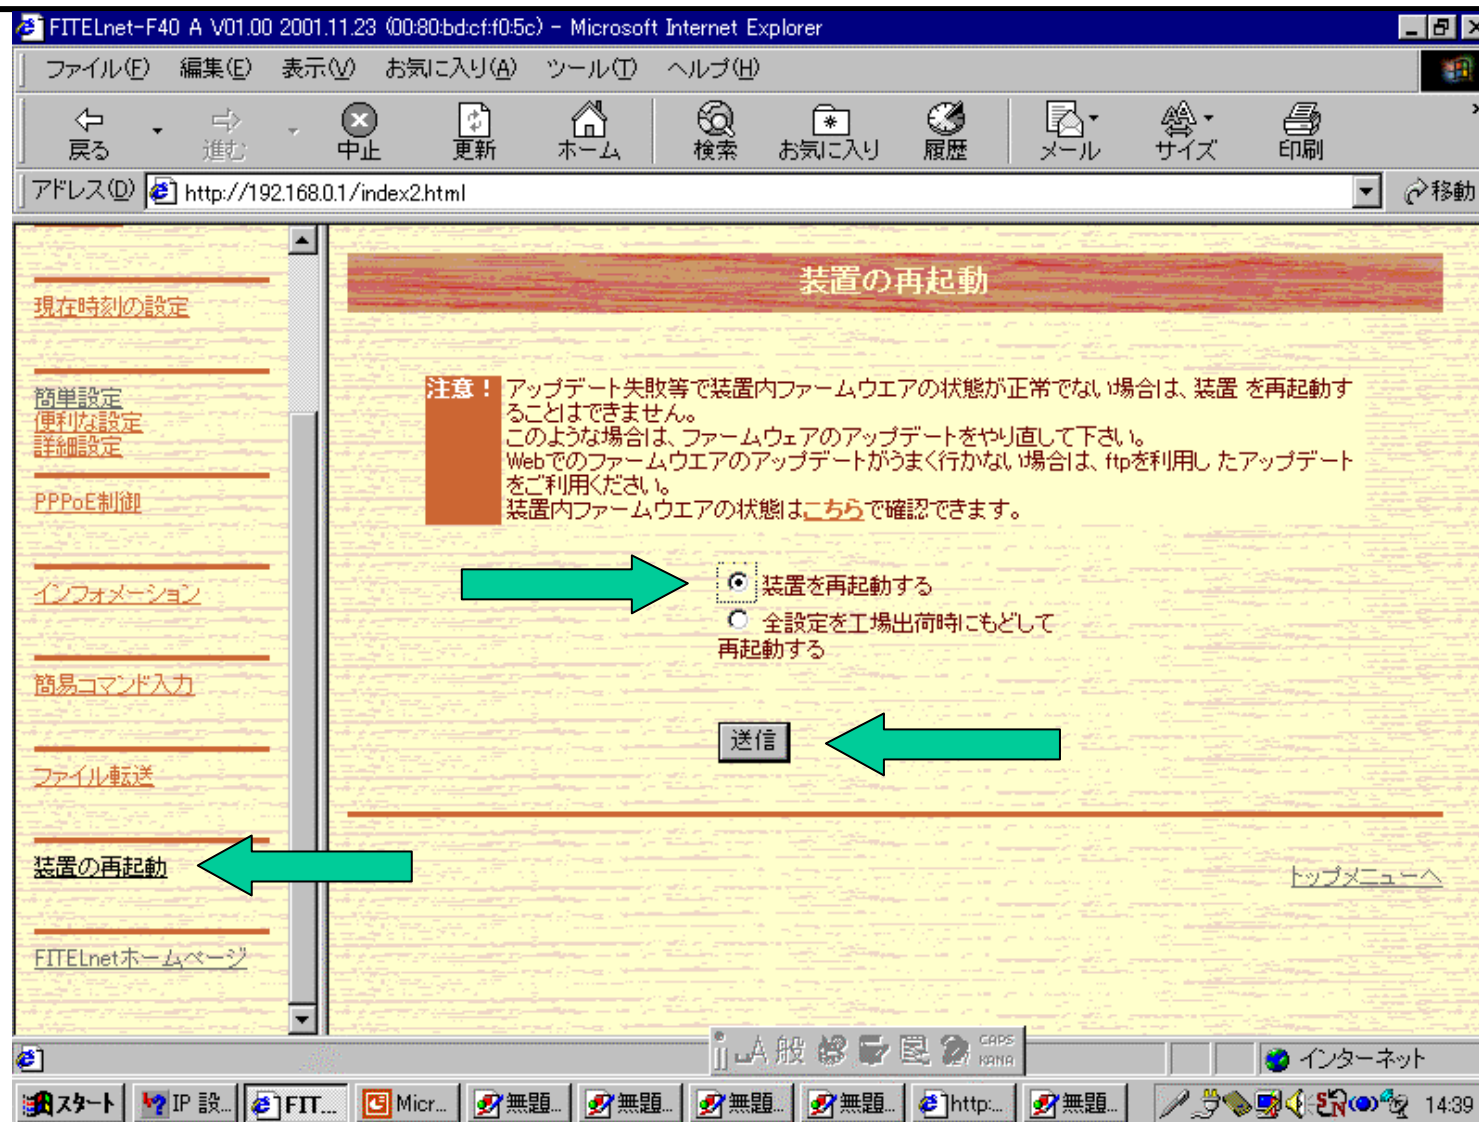 FITELnet-F40 A V01.00 2001.11.23 (00:80:bd:cf:f0:5c) - Microsoft Internet Explorer
ファイル(F) 編集(E) 表示(V) お気に入り(A) ツール(T) ヘルプ(H)
戻る 進む 中止 更新 ホーム 検索 お気に入り 履歴 メール サイズ 印刷
アドレス(D) http://192.168.0.1/index2.html 移動
現在時刻の設定
簡単設定
便利な設定
詳細設定
PPPoE制御
インフォメーション
簡易コマンド入力
ファイル転送
装置の再起動
FITELnetホームページ
装置の再起動
注意! アップデート失敗等で装置内ファームウエアの状態が正常でない場合は、装置 を再起動す
ることはできません。
このような場合は、ファームウェアのアップデートをやり直して下さい。
Webでのファームウエアのアップデートがうまく行かない場合は、ftpを利用し たアップデート
をご利用ください。
装置内ファームウエアの状態はこちらで確認できます。
装置を再起動する
全設定を工場出荷時にもどして
再起動する
送信
トップメニューへ
A 般 CAPS
KANA
インターネット
スタート IP 設... FIT... Micr... 無題... 無題... 無題... 無題... http:... 無題... 14:39